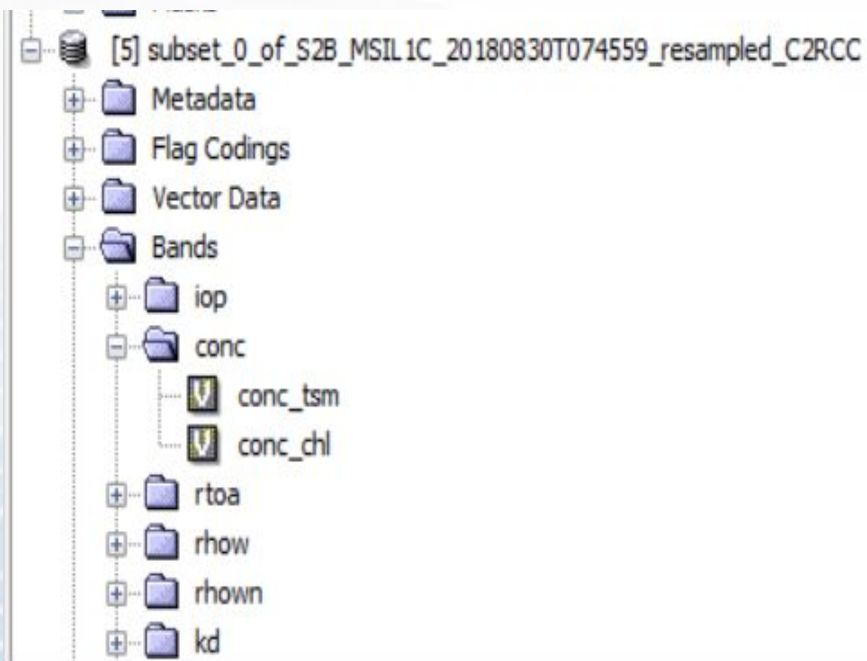 [5] subset_0_of_S2B_MSIL1C_20180830T074559_resampled_C2RCC
Metadata
Flag Codings
Vector Data
Bands
iop
conc
conc_tsm
conc_chl
rtoa
rhow
rhown
kd